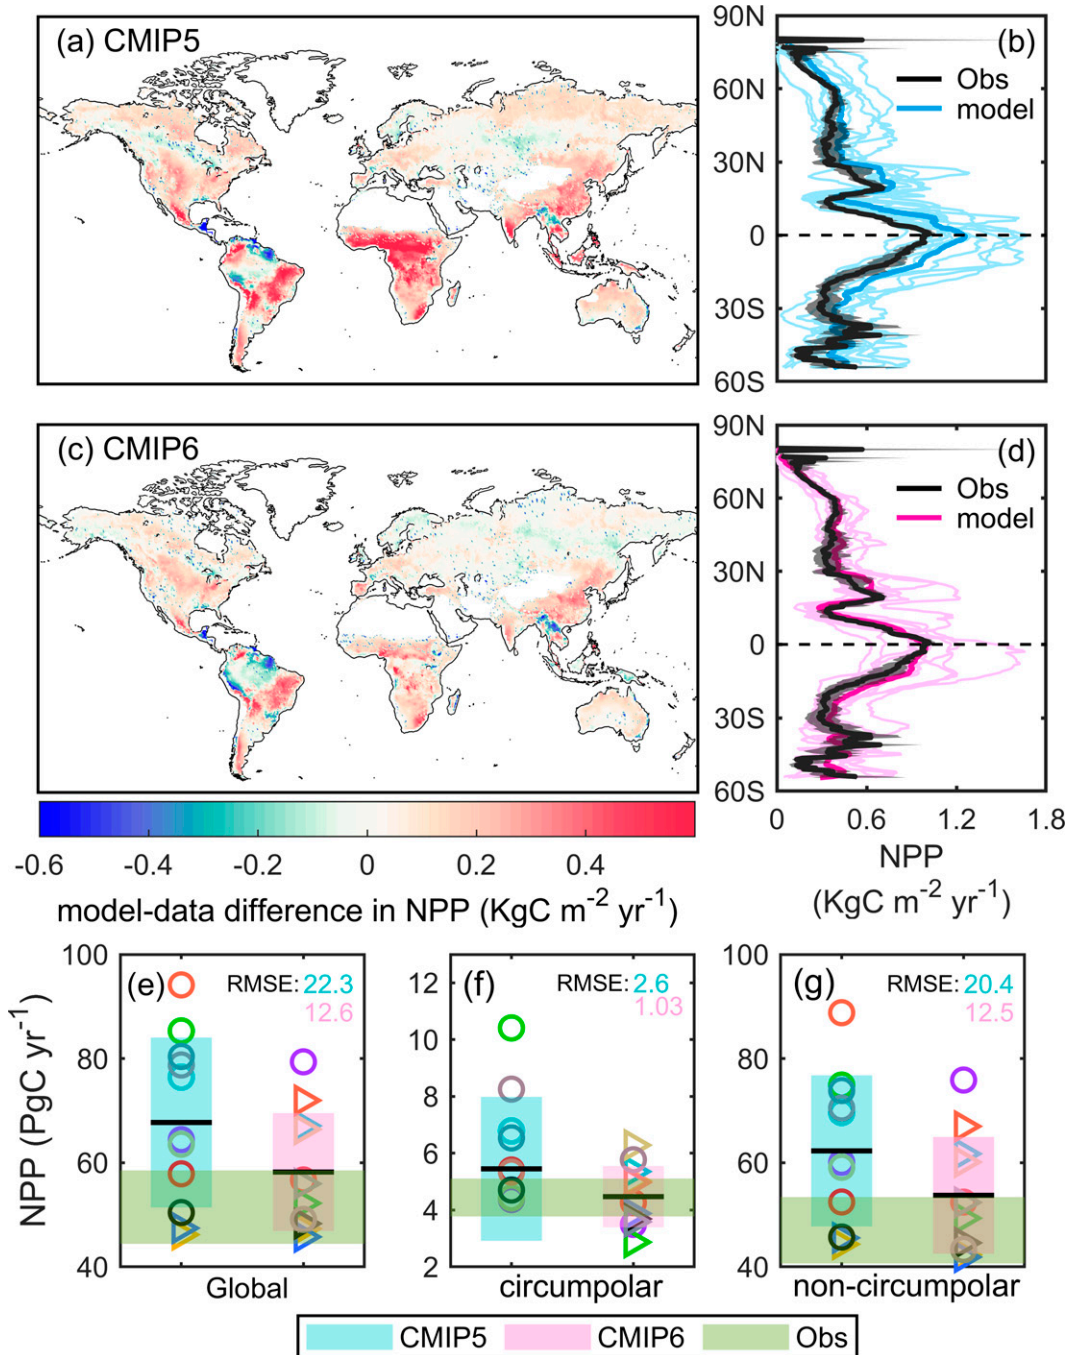 (a) CMIP5
90N
(b)
Obs
model
60N
30N
0
30S
60S
(c) CMIP6
90N
(d)
Obs
model
60N
30N
0
30S
60S
0 0.6 1.2 1.8
NPP
(KgC m⁻² yr⁻¹)
-0.6 -0.4 -0.2 0 0.2 0.4
model-data difference in NPP (KgC m⁻² yr⁻¹)
NPP (PgC yr⁻¹)
100
80
60
40
(e) RMSE: 22.3
12.6
Global
12
10
8
6
4
2
(f) RMSE: 2.6
1.03
circumpolar
100
80
60
40
(g) RMSE: 20.4
12.5
non-circumpolar
CMIP5 CMIP6 Obs